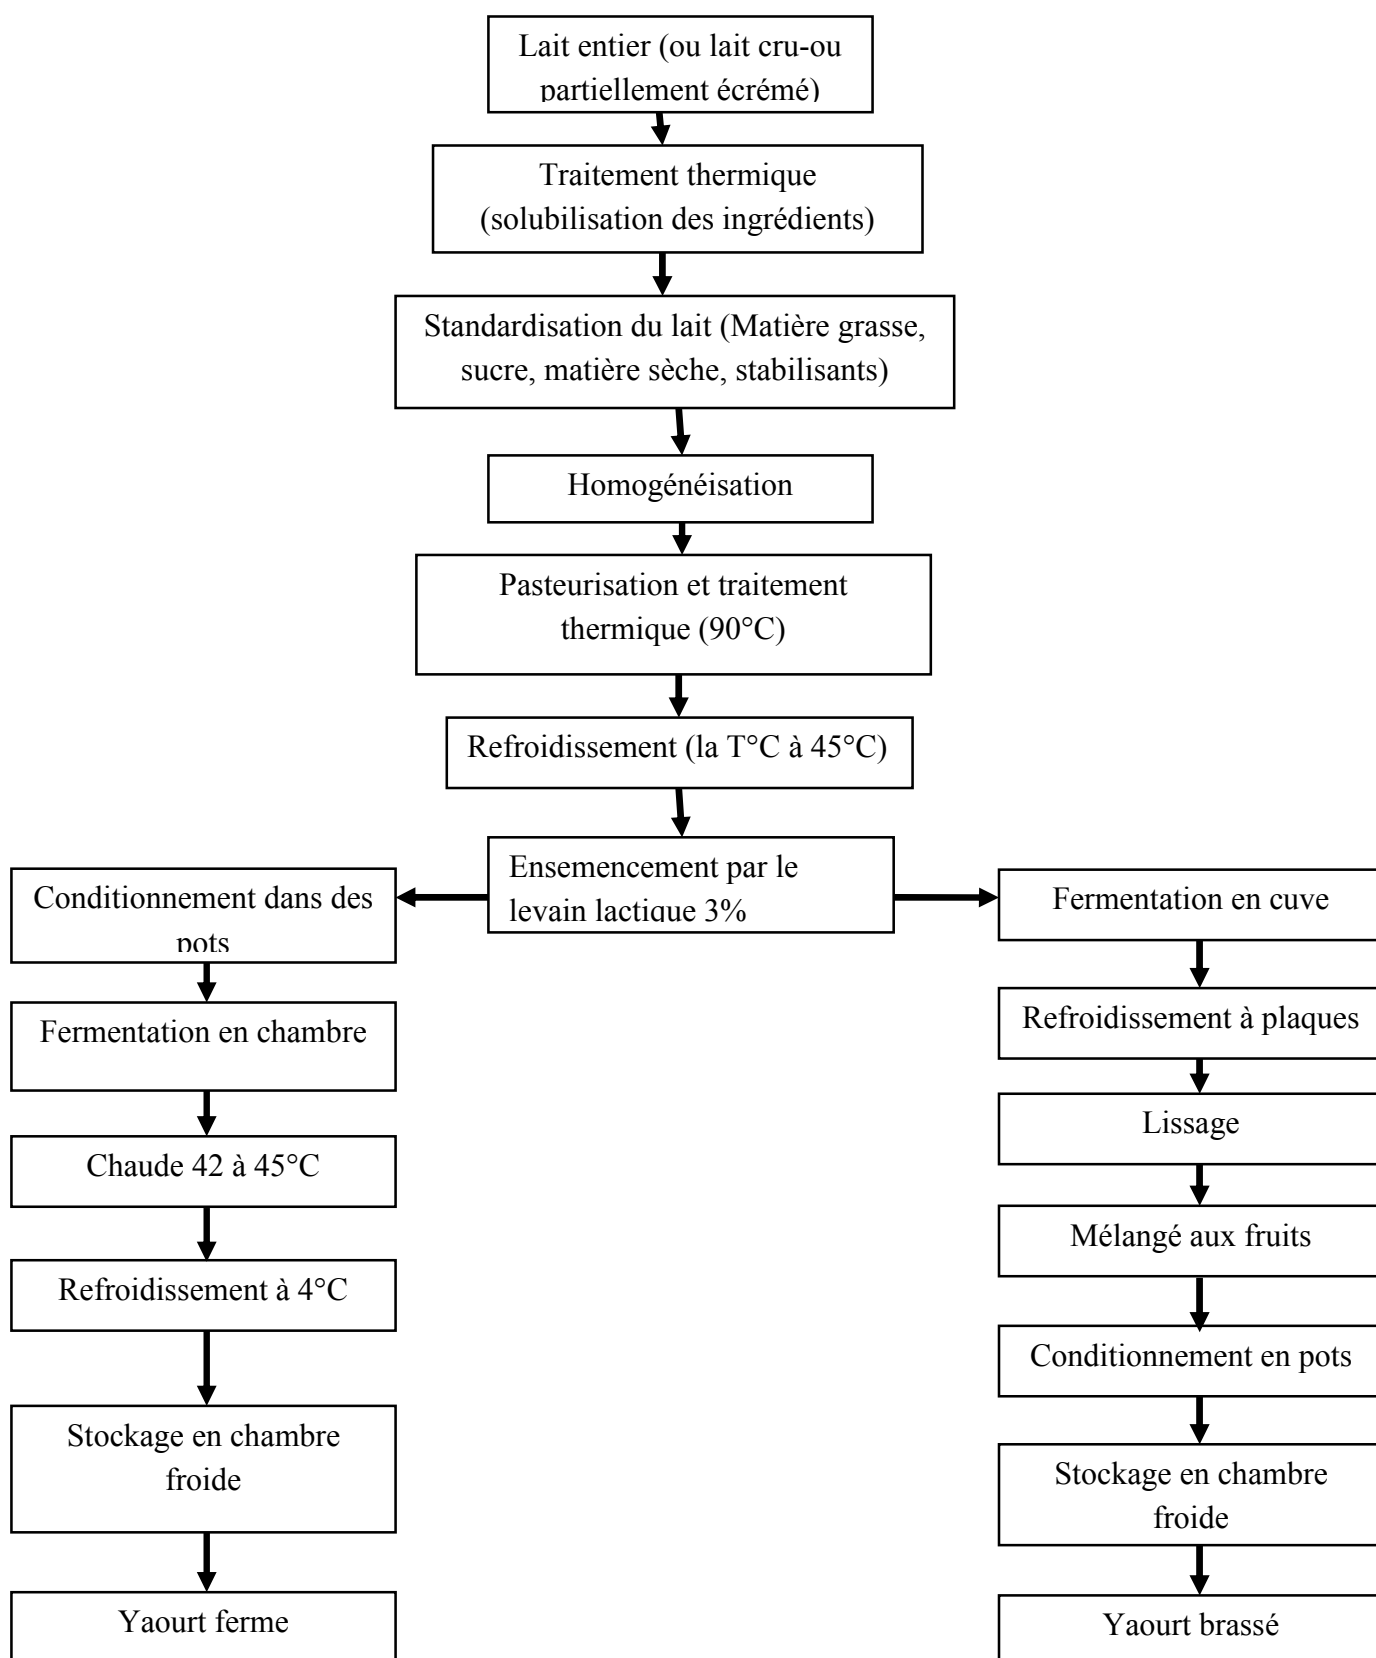 Lait entier (ou lait cru-ou
partiellement écrémé)
Traitement thermique
(solubilisation des ingrédients)
Standardisation du lait (Matière grasse,
sucre, matière sèche, stabilisants)
Homogénéisation
Pasteurisation et traitement
thermique (90°C)
Refroidissement (la T°C à 45°C)
Ensemencement par le
levain lactique 3%
Conditionnement dans des
pots
Fermentation en chambre
Chaude 42 à 45°C
Refroidissement à 4°C
Stockage en chambre
froide
Yaourt ferme
Fermentation en cuve
Refroidissement à plaques
Lissage
Mélangé aux fruits
Conditionnement en pots
Stockage en chambre
froide
Yaourt brassé